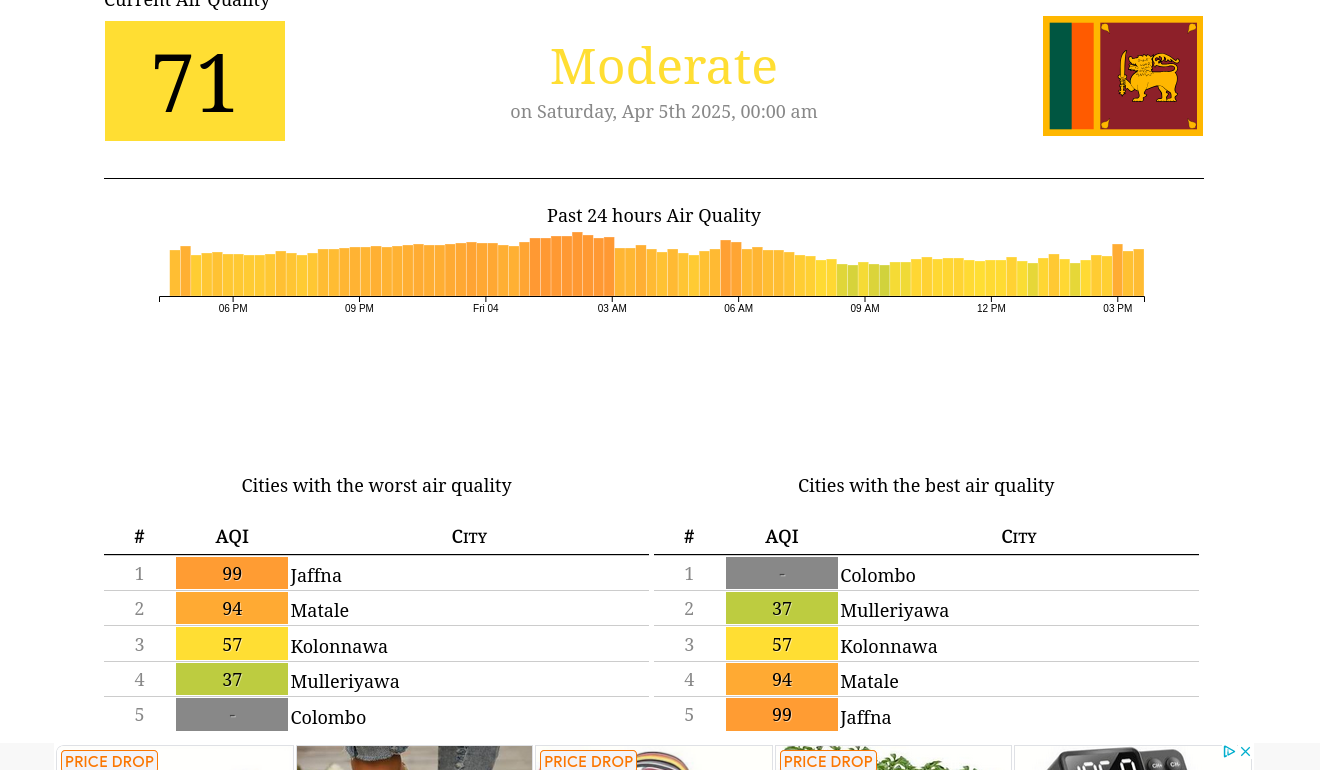 Current Air Quality
71
Moderate
on Saturday, Apr 5th 2025, 00:00 am
Past 24 hours Air Quality
06 PM 09 PM Fri 04 03 AM 06 AM 09 AM 12 PM 03 PM
Cities with the worst air quality
# AQI City
1 99 Jaffna
2 94 Matale
3 57 Kolonnawa
4 37 Mulleriyawa
5 - Colombo
Cities with the best air quality
# AQI City
1 - Colombo
2 37 Mulleriyawa
3 57 Kolonnawa
4 94 Matale
5 99 Jaffna
PRICE DROP
PRICE DROP
PRICE DROP